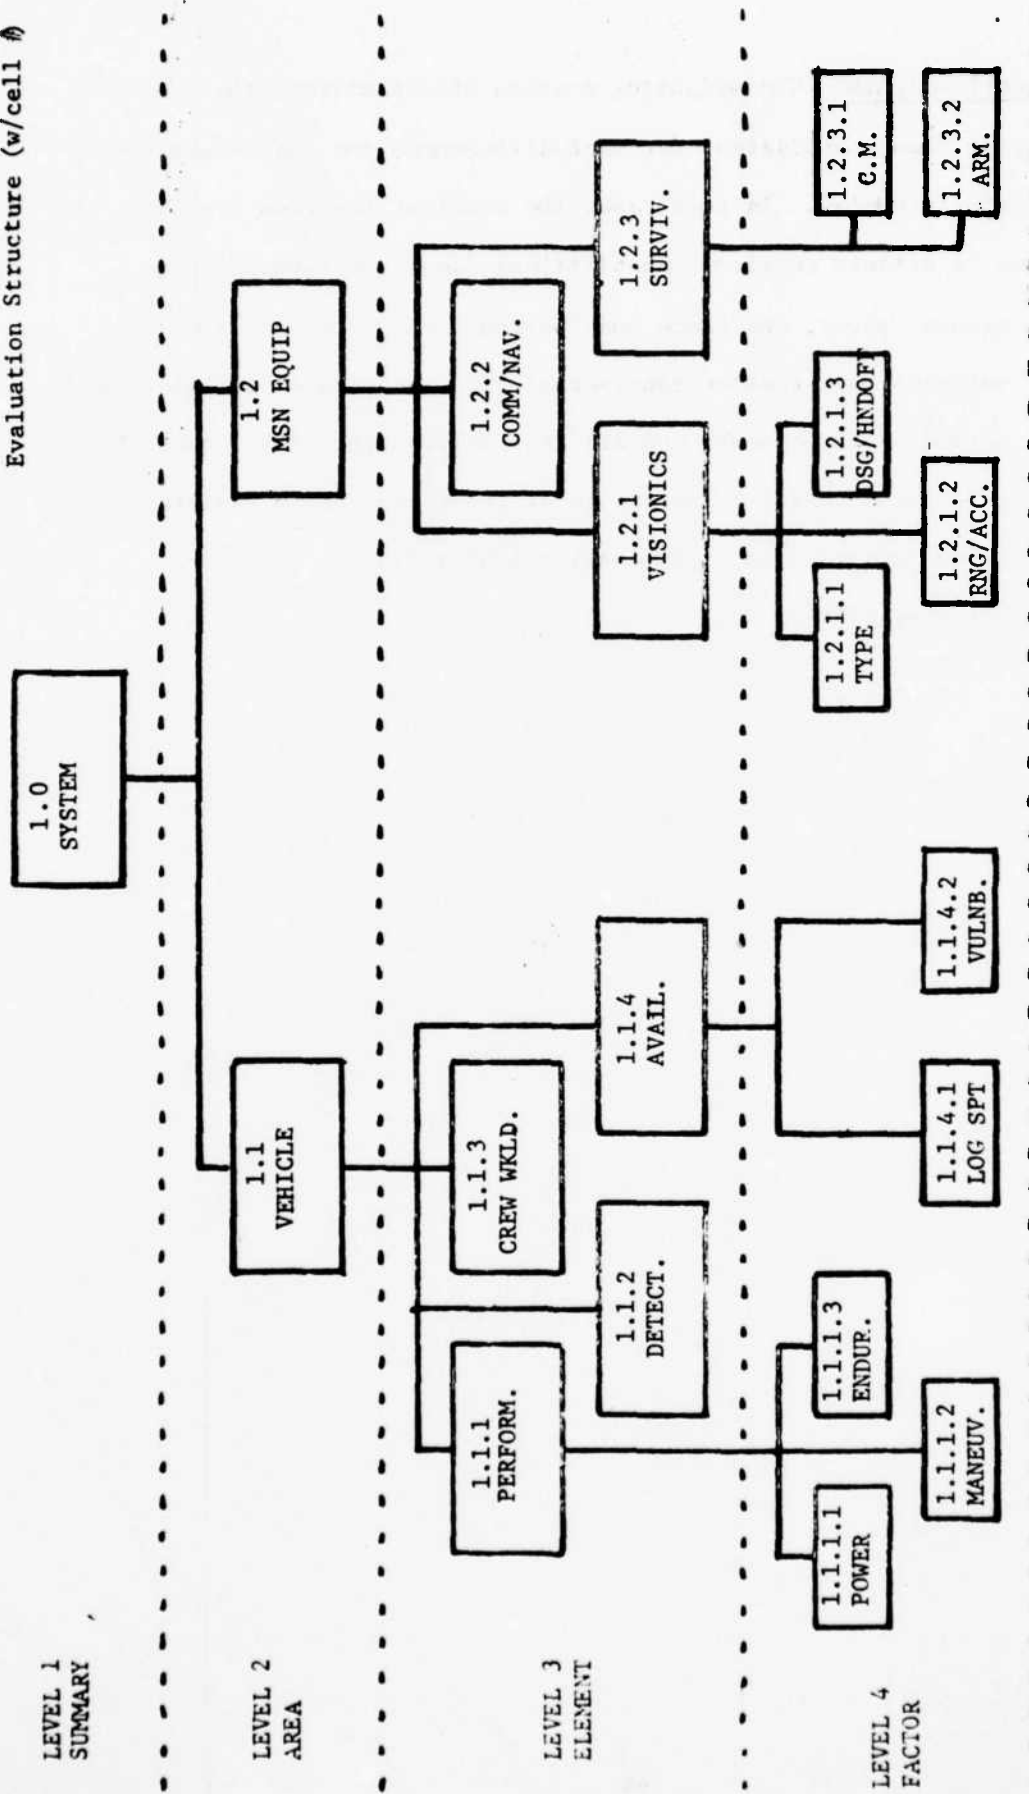 Evaluation Structure (w/cell #)
LEVEL 1
SUMMARY
1.0
SYSTEM
LEVEL 2
AREA
1.1
VEHICLE
1.2
MSN EQUIP
LEVEL 3
ELEMENT
1.1.1
PERFORM.
1.1.2
DETECT.
1.1.3
CREW WKLD.
1.1.4
AVAIL.
1.2.1
VISIONICS
1.2.2
COMM/NAV.
1.2.3
SURVIV.
LEVEL 4
FACTOR
1.1.1.1
POWER
1.1.1.2
MANEUV.
1.1.1.3
ENDUR.
1.1.4.1
LOG SPT
1.1.4.2
VULNB.
1.2.1.1
TYPE
1.2.1.2
RNG/ACC.
1.2.1.3
DSG/HNDOFF
1.2.3.1
C.M.
1.2.3.2
ARM.